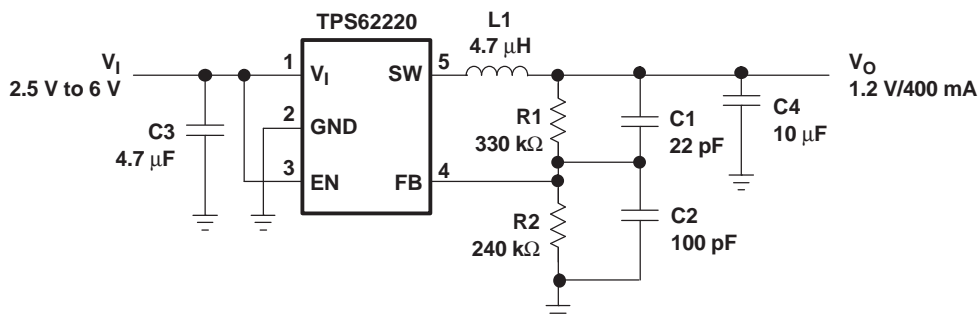 TPS62220
L1
4.7 μH
V_I
2.5 V to 6 V
1
V_I
SW
5
V_O
1.2 V/400 mA
C3
4.7 μF
2
GND
R1
330 kΩ
C1
22 pF
C4
10 μF
3
EN
FB
4
R2
240 kΩ
C2
100 pF